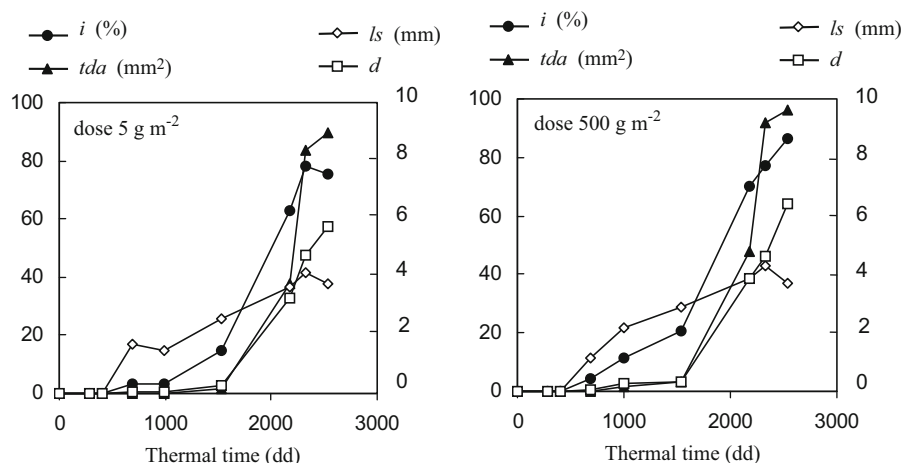 i (%)
ls (mm)
tda (mm²)
d
dose 5 g m⁻²
100
80
60
40
20
0
10
8
6
4
2
0
0 1000 2000 3000
Thermal time (dd)
i (%)
ls (mm)
tda (mm²)
d
dose 500 g m⁻²
100
80
60
40
20
0
10
8
6
4
2
0
0 1000 2000 3000
Thermal time (dd)